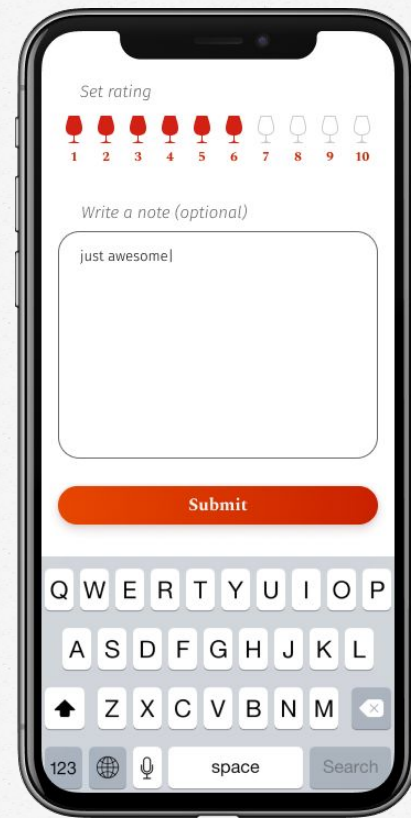 Set rating
1 2 3 4 5 6 7 8 9 10
Write a note (optional)
just awesome
Submit
Q W E R T Y U I O P
A S D F G H J K L
Z X C V B N M
123 space Search